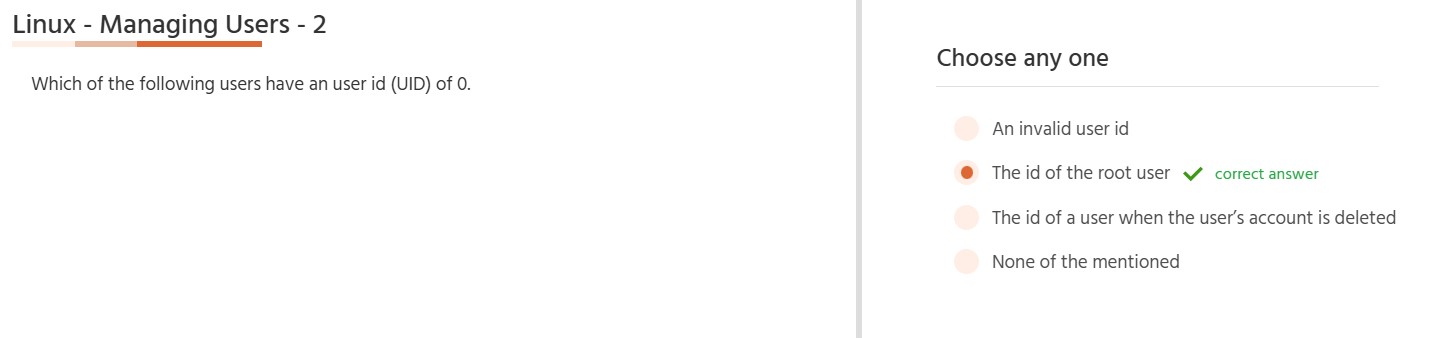 Linux - Managing Users - 2
Which of the following users have an user id (UID) of 0.
Choose any one
An invalid user id
The id of the root user correct answer
The id of a user when the user’s account is deleted
None of the mentioned